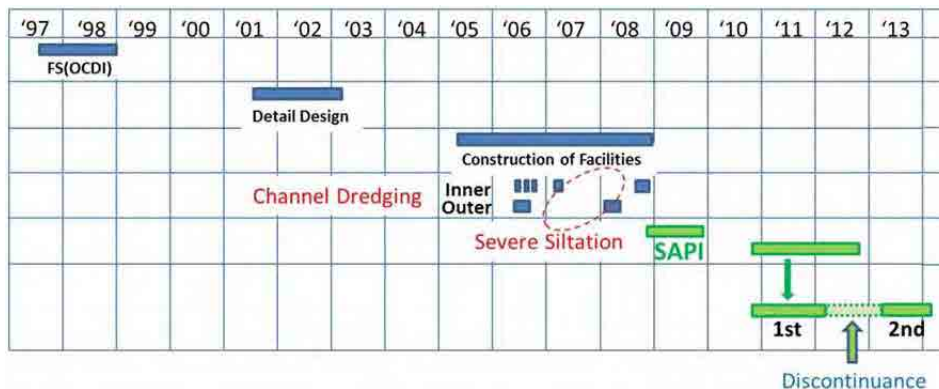 ‘97 ‘98 ‘99 ‘00 ‘01 ‘02 ‘03 ‘04 ‘05 ‘06 ‘07 ‘08 ‘09 ‘10 ‘11 ‘12 ‘13
FS(OCDI)
Detail Design
Construction of Facilities
Channel Dredging Inner
Outer
Severe Siltation
SAPI
1st 2nd
Discontinuance